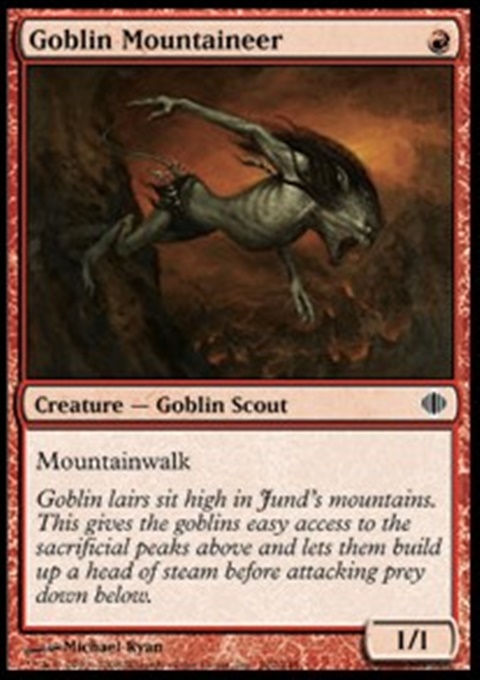 Goblin Mountaineer
Creature — Goblin Scout
Mountainwalk
Goblin lairs sit high in Jund's mountains.
This gives the goblins easy access to the
sacrificial peaks above and lets them build
up a head of steam before attacking prey
down below.
Michael Ryan
1/1